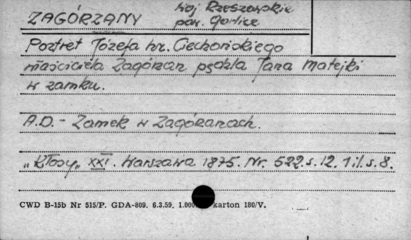 ZAGÓRZANY woj. Rzeszowskie
pow. Gorlice
Portret Józefa hr. Ciechońskiego
właściciela Zagórzan pędzla Jana Matejki
w zamku.
A.D. - Zamek w Zagórzanach.
"Kłosy" XXI. Warszawa 1875. Nr. 522. s. 12. 1 il. s. 8.
CWD B-15b Nr 515/P. GDA-809. 6.3.59. 1.000 karton 180/V.